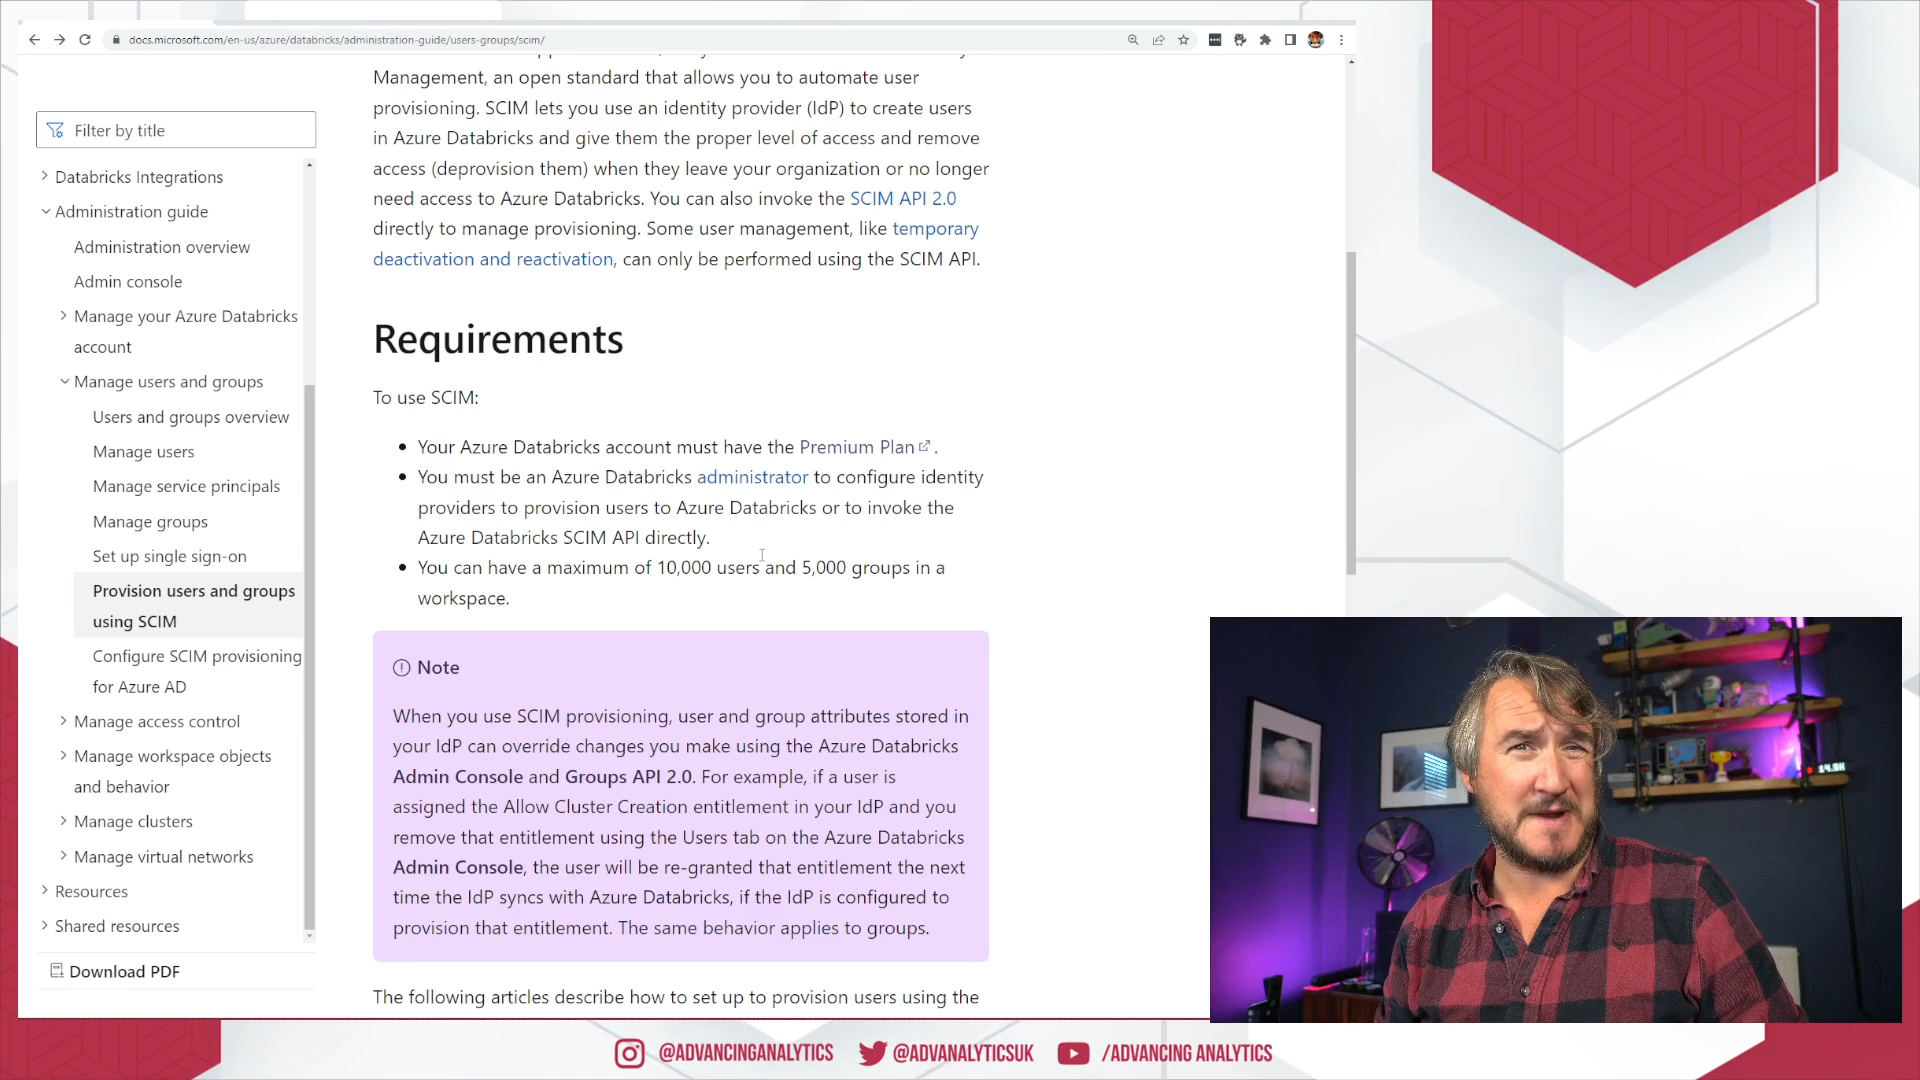 docs.microsoft.com/en-us/azure/databricks/administration-guide/users-groups/scim/
Filter by title
Databricks Integrations
Administration guide
Administration overview
Admin console
Manage your Azure Databricks
account
Manage users and groups
Users and groups overview
Manage users
Manage service principals
Manage groups
Set up single sign-on
Provision users and groups
using SCIM
Configure SCIM provisioning
for Azure AD
Manage access control
Manage workspace objects
and behavior
Manage clusters
Manage virtual networks
Resources
Shared resources
Download PDF
Management, an open standard that allows you to automate user
provisioning. SCIM lets you use an identity provider (IdP) to create users
in Azure Databricks and give them the proper level of access and remove
access (deprovision them) when they leave your organization or no longer
need access to Azure Databricks. You can also invoke the SCIM API 2.0
directly to manage provisioning. Some user management, like temporary
deactivation and reactivation, can only be performed using the SCIM API.
Requirements
To use SCIM:
Your Azure Databricks account must have the Premium Plan.
You must be an Azure Databricks administrator to configure identity
providers to provision users to Azure Databricks or to invoke the
Azure Databricks SCIM API directly.
You can have a maximum of 10,000 users and 5,000 groups in a
workspace.
Note
When you use SCIM provisioning, user and group attributes stored in
your IdP can override changes you make using the Azure Databricks
Admin Console and Groups API 2.0. For example, if a user is
assigned the Allow Cluster Creation entitlement in your IdP and you
remove that entitlement using the Users tab on the Azure Databricks
Admin Console, the user will be re-granted that entitlement the next
time the IdP syncs with Azure Databricks, if the IdP is configured to
provision that entitlement. The same behavior applies to groups.
The following articles describe how to set up to provision users using the
@ADVANCINGANALYTICS
@ADVANALYTICSUK
/ADVANCING ANALYTICS